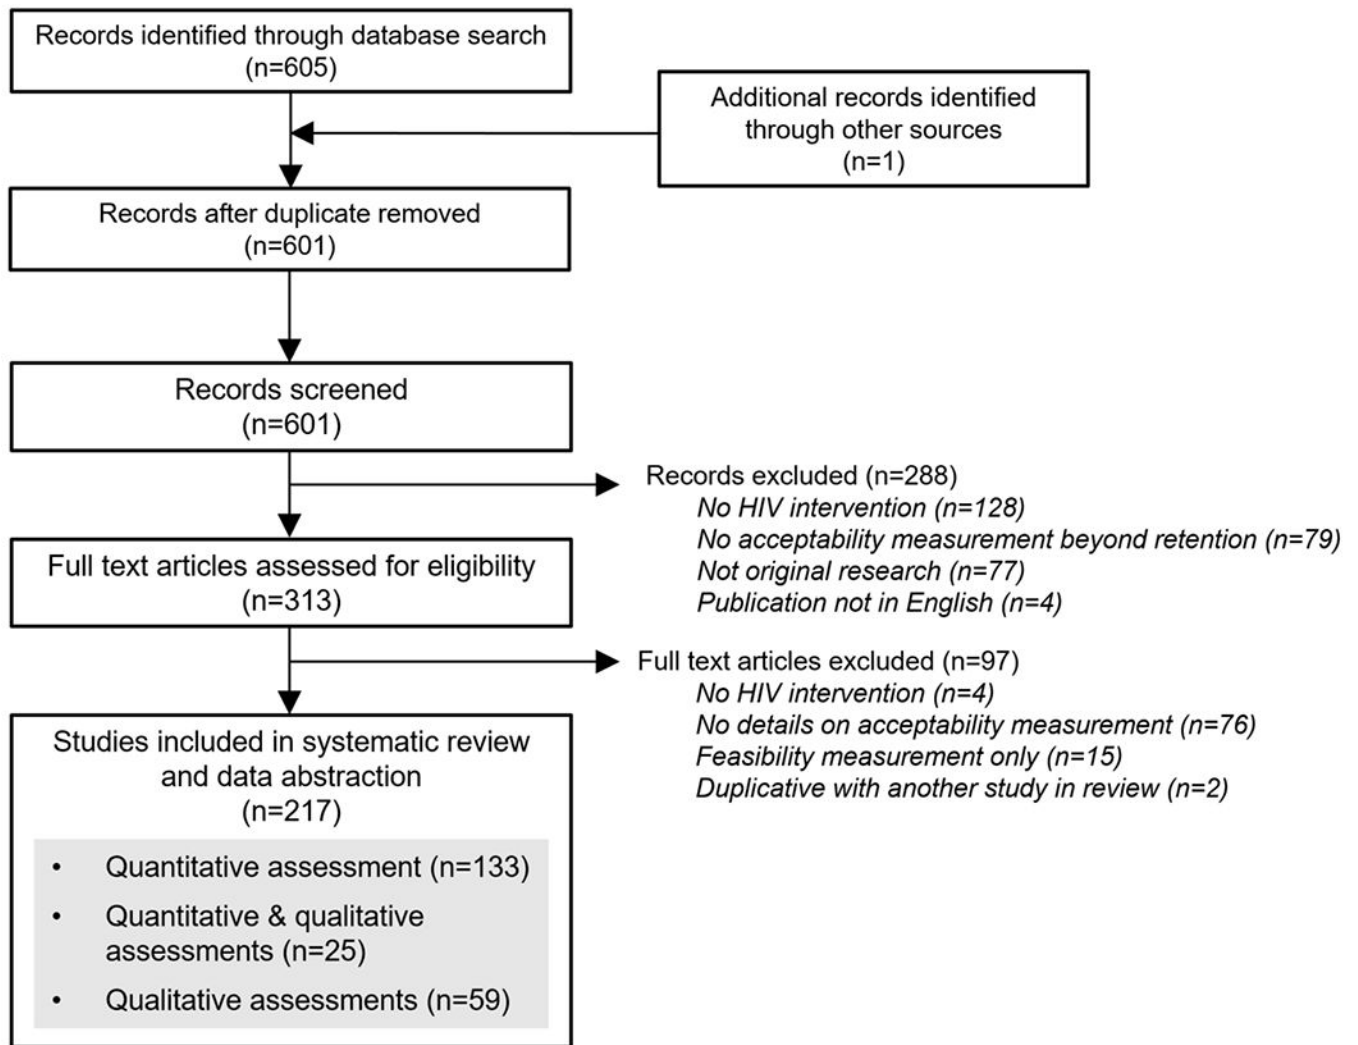 Records identified through database search
(n=605)
Additional records identified
through other sources
(n=1)
Records after duplicate removed
(n=601)
Records screened
(n=601)
Records excluded (n=288)
No HIV intervention (n=128)
No acceptability measurement beyond retention (n=79)
Not original research (n=77)
Publication not in English (n=4)
Full text articles assessed for eligibility
(n=313)
Full text articles excluded (n=97)
No HIV intervention (n=4)
No details on acceptability measurement (n=76)
Feasibility measurement only (n=15)
Duplicative with another study in review (n=2)
Studies included in systematic review
and data abstraction
(n=217)
• Quantitative assessment (n=133)
• Quantitative & qualitative
assessments (n=25)
• Qualitative assessments (n=59)